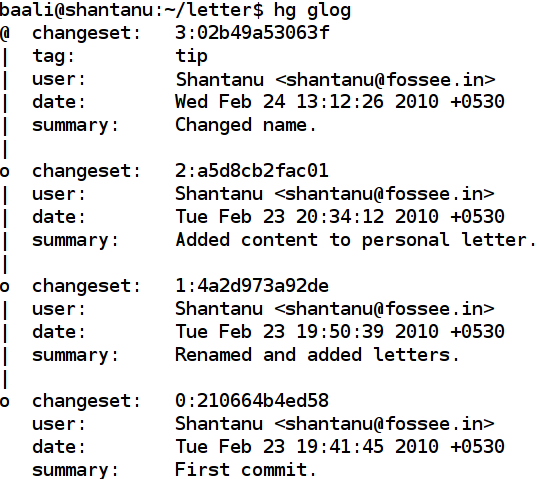 baali@shantanu:~/letter$ hg glog
@  changeset:   3:02b49a53063f
|  tag:         tip
|  user:        Shantanu <shantanu@fossee.in>
|  date:        Wed Feb 24 13:12:26 2010 +0530
|  summary:     Changed name.
|
o  changeset:   2:a5d8cb2fac01
|  user:        Shantanu <shantanu@fossee.in>
|  date:        Tue Feb 23 20:34:12 2010 +0530
|  summary:     Added content to personal letter.
|
o  changeset:   1:4a2d973a92de
|  user:        Shantanu <shantanu@fossee.in>
|  date:        Tue Feb 23 19:50:39 2010 +0530
|  summary:     Renamed and added letters.
|
o  changeset:   0:210664b4ed58
   user:        Shantanu <shantanu@fossee.in>
   date:        Tue Feb 23 19:41:45 2010 +0530
   summary:     First commit.